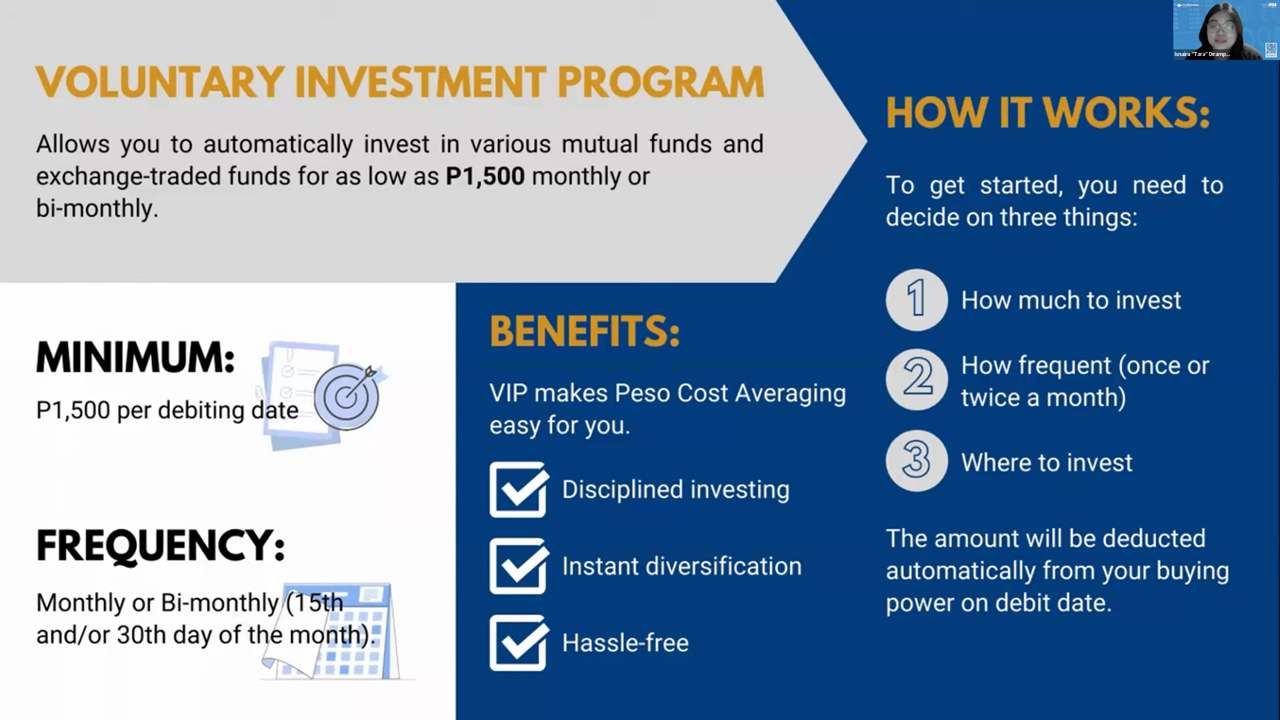 VOLUNTARY INVESTMENT PROGRAM
Allows you to automatically invest in various mutual funds and
exchange-traded funds for as low as P1,500 monthly or
bi-monthly.
MINIMUM:
P1,500 per debiting date
FREQUENCY:
Monthly or Bi-monthly (15th
and/or 30th day of the month).
BENEFITS:
VIP makes Peso Cost Averaging
easy for you.
Disciplined investing
Instant diversification
Hassle-free
HOW IT WORKS:
To get started, you need to
decide on three things:
1 How much to invest
2 How frequent (once or
twice a month)
3 Where to invest
The amount will be deducted
automatically from your buying
power on debit date.